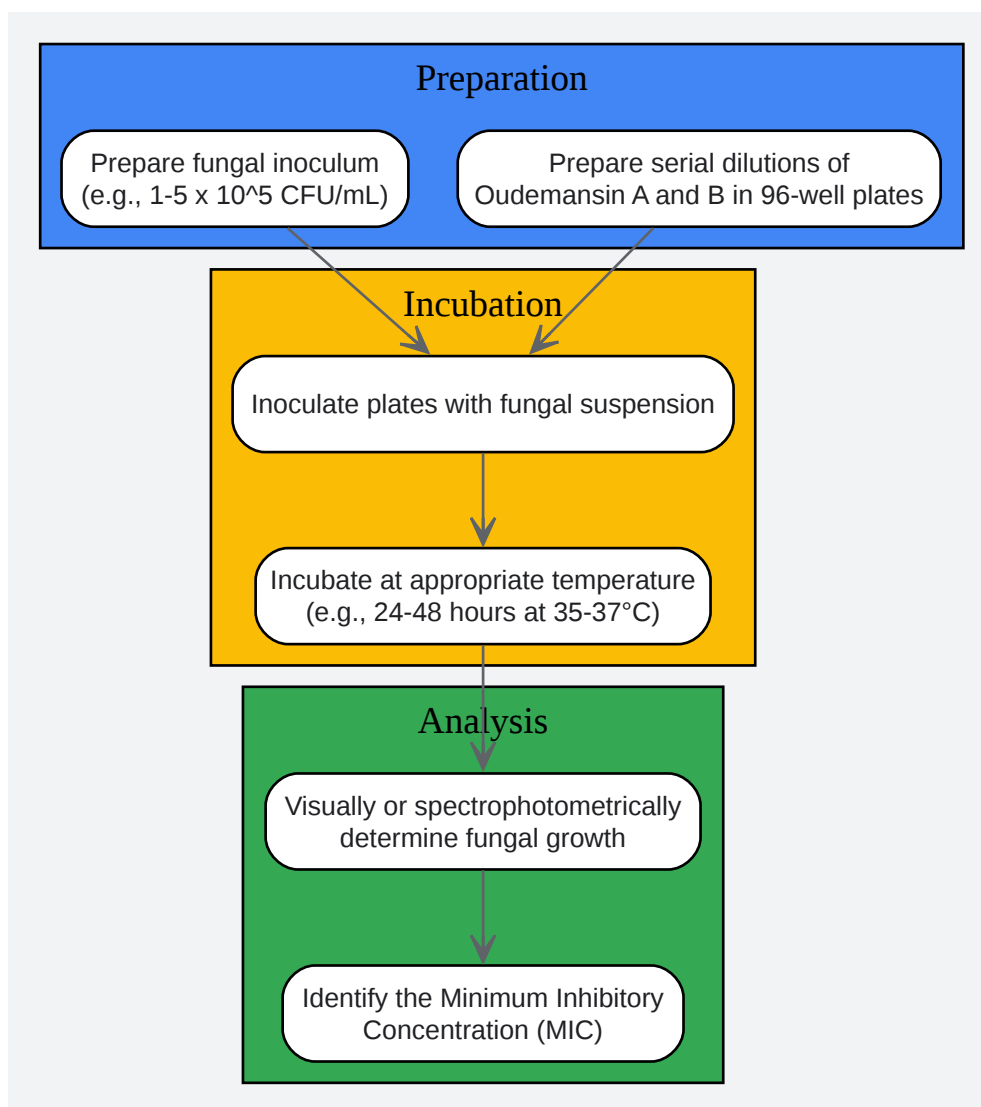 Preparation
Prepare fungal inoculum
(e.g., 1-5 x 10^5 CFU/mL)
Prepare serial dilutions of
Oudemansin A and B in 96-well plates
Incubation
Inoculate plates with fungal suspension
Incubate at appropriate temperature
(e.g., 24-48 hours at 35-37°C)
Analysis
Visually or spectrophotometrically
determine fungal growth
Identify the Minimum Inhibitory
Concentration (MIC)